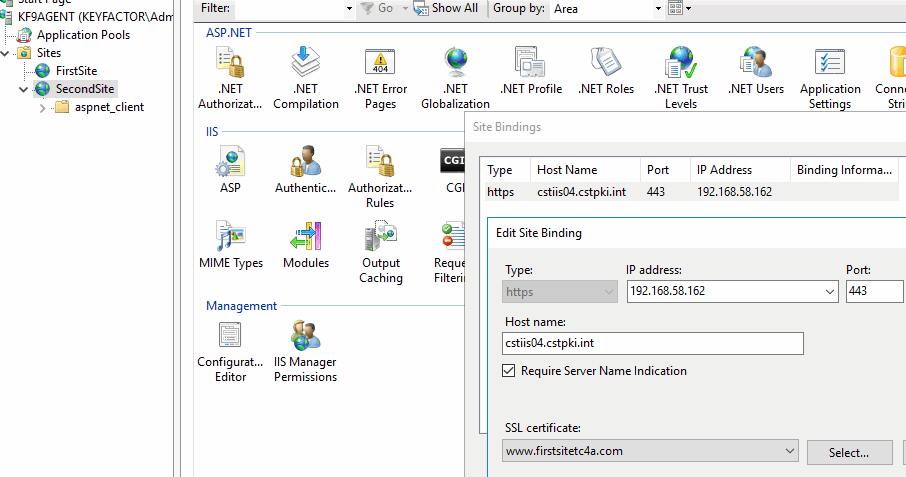 Start Page
KF9AGENT (KEYFACTOR\Adm
Application Pools
Sites
FirstSite
SecondSite
aspnet_client
Filter:
Go
Show All
Group by:
Area
ASP.NET
.NET Authorizat...
.NET Compilation
.NET Error Pages
.NET Globalization
.NET Profile
.NET Roles
.NET Trust Levels
.NET Users
Application Settings
Conne
Strin
IIS
ASP
Authentic...
Authorizat... Rules
CGI
CGI
MIME Types
Modules
Output Caching
Reque
Filterin
Management
Configurat... Editor
IIS Manager Permissions
404
Site Bindings
Type Host Name Port IP Address Binding Informa...
https cstiis04.cstpki.int 443 192.168.58.162
Edit Site Binding
Type: IP address: Port:
https 192.168.58.162 443
Host name:
cstiis04.cstpki.int
Require Server Name Indication
SSL certificate:
www.firstsitetc4a.com
Select...